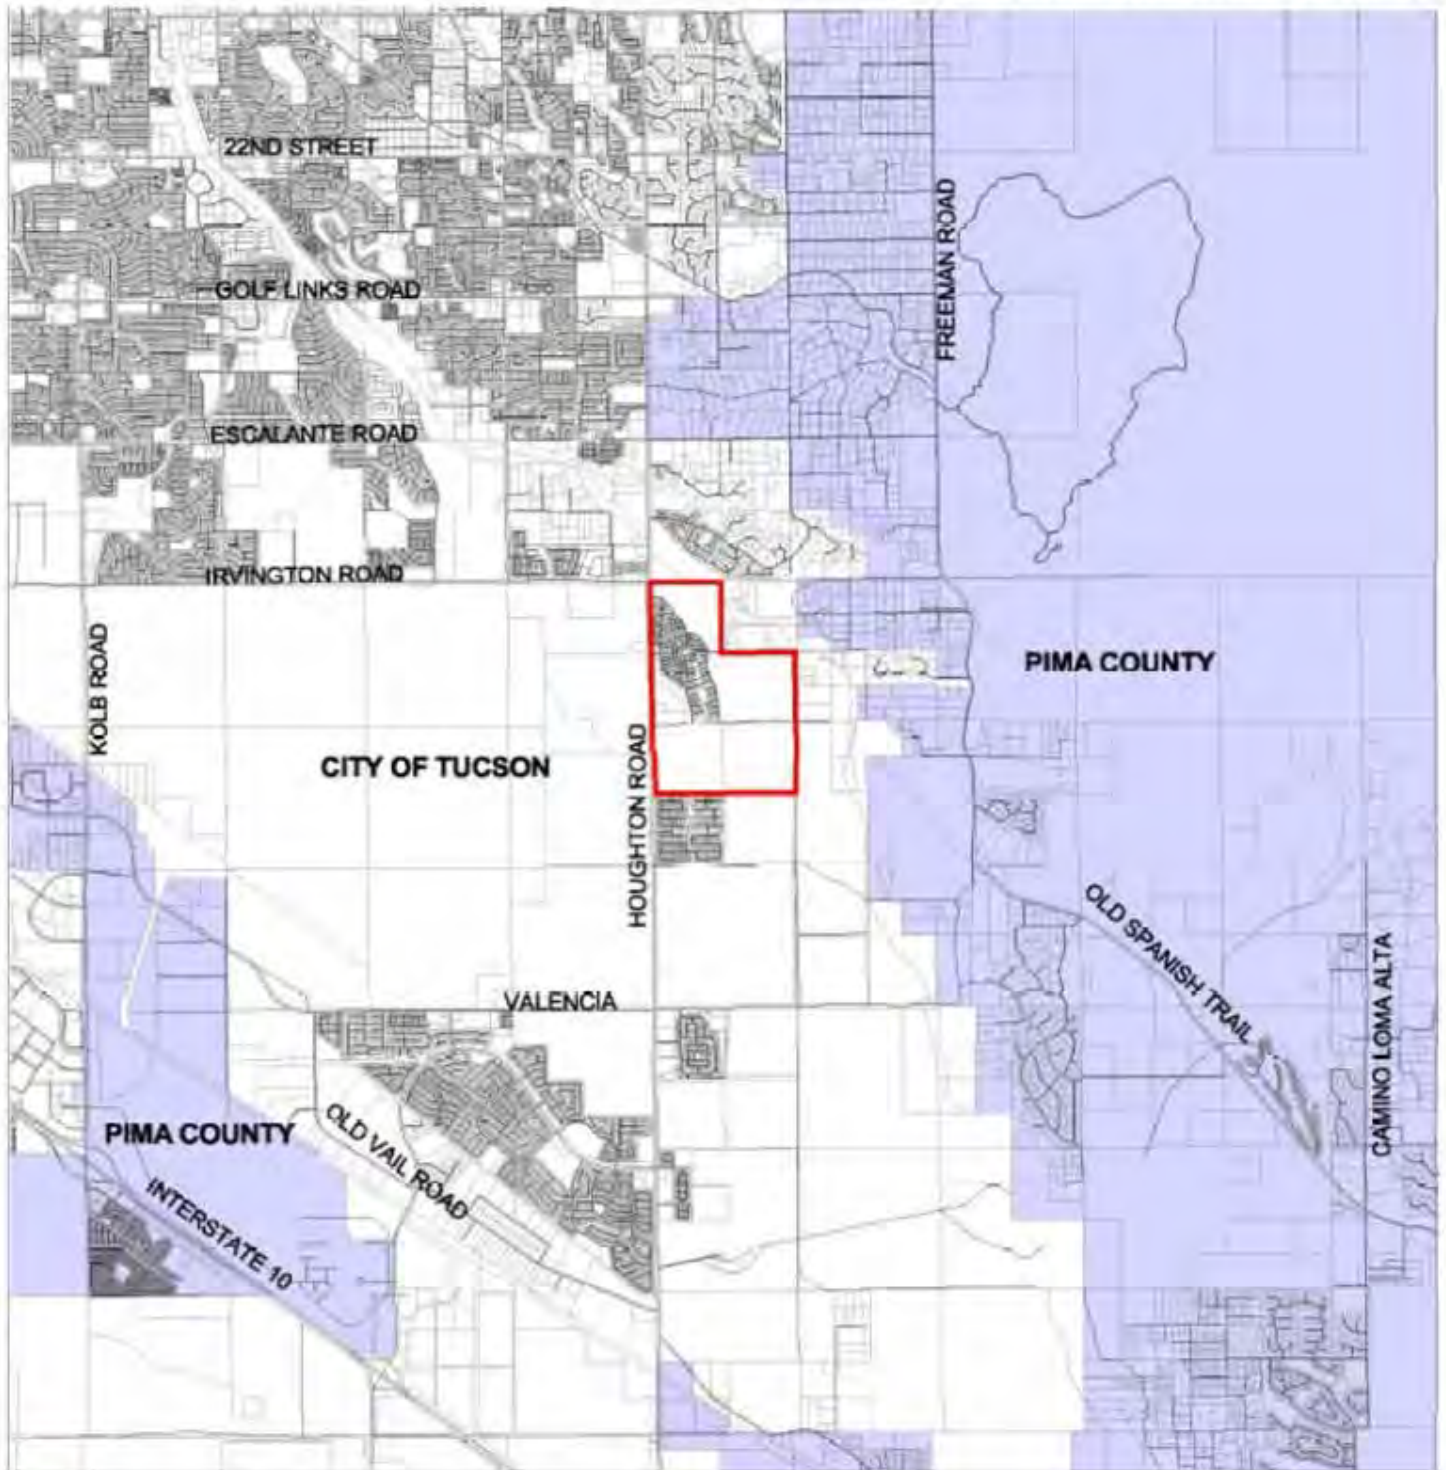 22ND STREET
FREEMAN ROAD
GOLF LINKS ROAD
ESCALANTE ROAD
IRVINGTON ROAD
KOLB ROAD
PIMA COUNTY
CITY OF TUCSON
HOUGHTON ROAD
OLD SPANISH TRAIL
CAMINO LOMA ALTA
VALENCIA
PIMA COUNTY
OLD VAIL ROAD
INTERSTATE 10